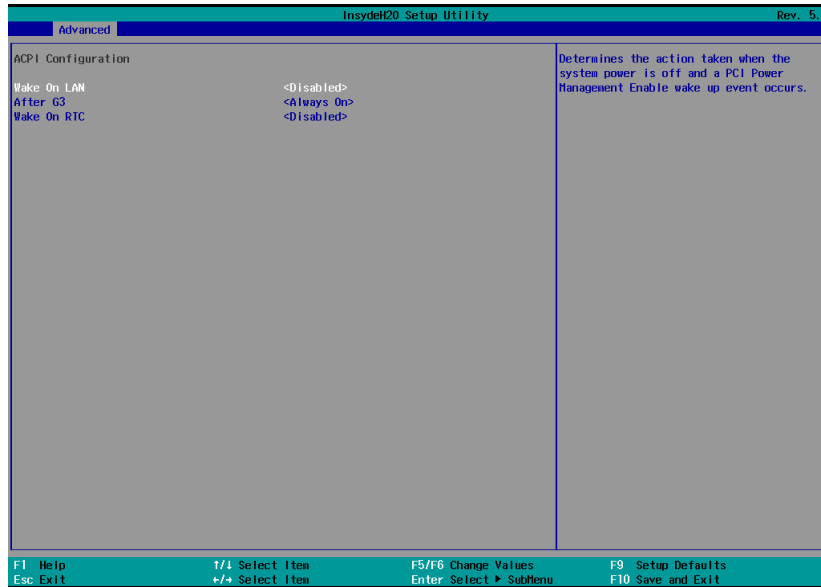 InsydeH20 Setup Utility Rev. 5.
Advanced
ACPI Configuration
Wake On LAN <Disabled>
After G3 <Always On>
Wake On RTC <Disabled>
Determines the action taken when the
system power is off and a PCI Power
Management Enable wake up event occurs.
F1 Help ↑/↓ Select Item F5/F6 Change Values F9 Setup Defaults
Esc Exit ←/→ Select Item Enter Select ▶ SubMenu F10 Save and Exit